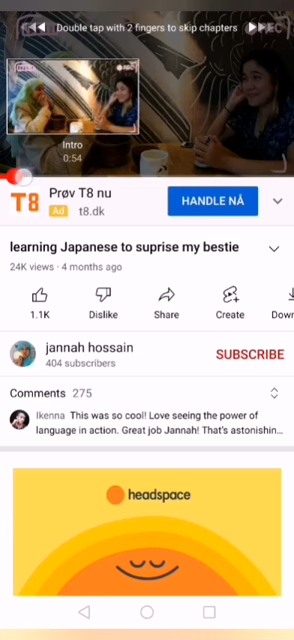 Double tap with 2 fingers to skip chapters
Intro
0:54
T8
Prøv T8 nu
Ad t8.dk
HANDLE NÅ
learning Japanese to suprise my bestie
24K views · 4 months ago
1.1K
Dislike
Share
Create
Down
jannah hossain
404 subscribers
SUBSCRIBE
Comments 275
Ikenna This was so cool! Love seeing the power of
language in action. Great job Jannah! That's astonishin...
headspace